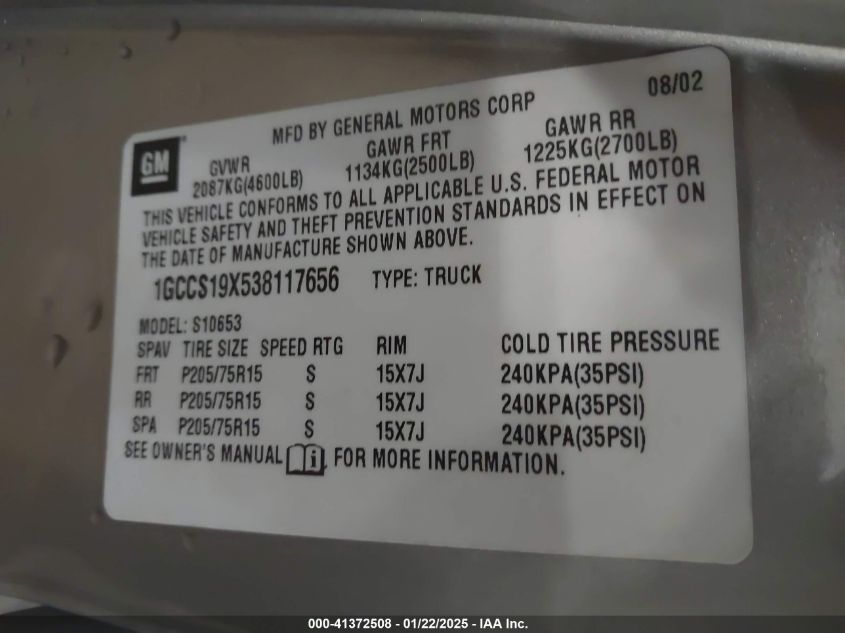 08/02
MFD BY GENERAL MOTORS CORP
GM
GVWR GAWR FRT GAWR RR
2087KG(4600LB) 1134KG(2500LB) 1225KG(2700LB)
THIS VEHICLE CONFORMS TO ALL APPLICABLE U.S. FEDERAL MOTOR
VEHICLE SAFETY AND THEFT PREVENTION STANDARDS IN EFFECT ON
THE DATE OF MANUFACTURE SHOWN ABOVE.
1GCCS19X538117656 TYPE: TRUCK
MODEL: S10653
SPAV TIRE SIZE SPEED RTG RIM COLD TIRE PRESSURE
FRT P205/75R15 S 15X7J 240KPA(35PSI)
RR P205/75R15 S 15X7J 240KPA(35PSI)
SPA P205/75R15 S 15X7J 240KPA(35PSI)
SEE OWNER'S MANUAL i FOR MORE INFORMATION.
000-41372508 - 01/22/2025 - IAA Inc.